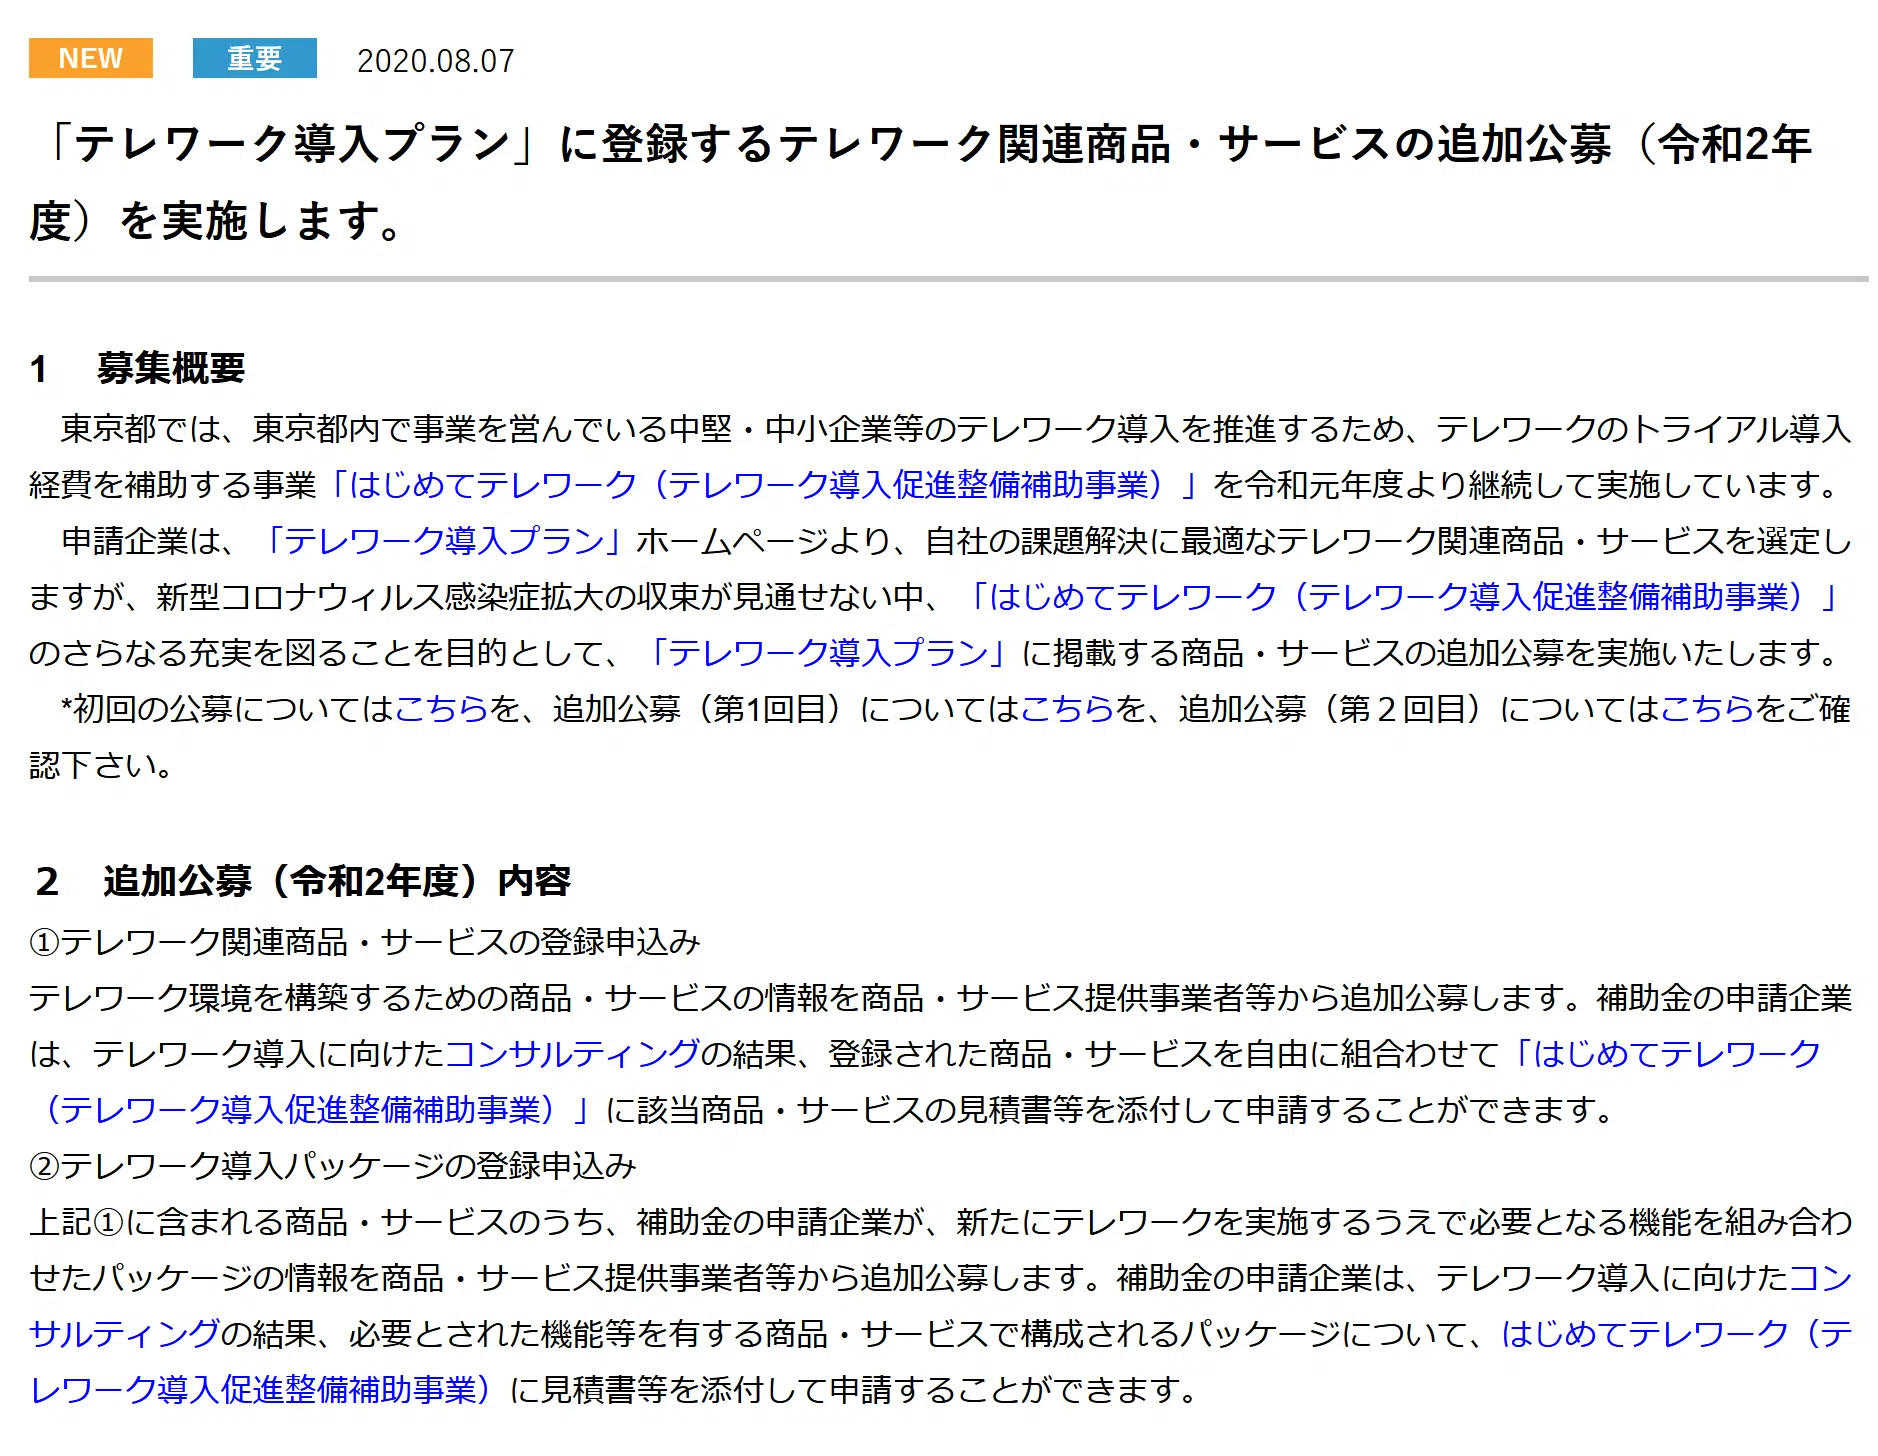 NEW 重要 2020.08.07
「テレワーク導入プラン」に登録するテレワーク関連商品・サービスの追加公募（令和2年
度）を実施します。
1　募集概要
　東京都では、東京都内で事業を営んでいる中堅・中小企業等のテレワーク導入を推進するため、テレワークのトライアル導入
経費を補助する事業「はじめてテレワーク（テレワーク導入促進整備補助事業）」を令和元年度より継続して実施しています。
　申請企業は、「テレワーク導入プラン」ホームページより、自社の課題解決に最適なテレワーク関連商品・サービスを選定し
ますが、新型コロナウィルス感染症拡大の収束が見通せない中、「はじめてテレワーク（テレワーク導入促進整備補助事業）」
のさらなる充実を図ることを目的として、「テレワーク導入プラン」に掲載する商品・サービスの追加公募を実施いたします。
　*初回の公募についてはこちらを、追加公募（第1回目）についてはこちらを、追加公募（第２回目）についてはこちらをご確
認下さい。
２　追加公募（令和2年度）内容
①テレワーク関連商品・サービスの登録申込み
テレワーク環境を構築するための商品・サービスの情報を商品・サービス提供事業者等から追加公募します。補助金の申請企業
は、テレワーク導入に向けたコンサルティングの結果、登録された商品・サービスを自由に組合わせて「はじめてテレワーク
（テレワーク導入促進整備補助事業）」に該当商品・サービスの見積書等を添付して申請することができます。
②テレワーク導入パッケージの登録申込み
上記①に含まれる商品・サービスのうち、補助金の申請企業が、新たにテレワークを実施するうえで必要となる機能を組み合わ
せたパッケージの情報を商品・サービス提供事業者等から追加公募します。補助金の申請企業は、テレワーク導入に向けたコン
サルティングの結果、必要とされた機能等を有する商品・サービスで構成されるパッケージについて、はじめてテレワーク（テ
レワーク導入促進整備補助事業）に見積書等を添付して申請することができます。